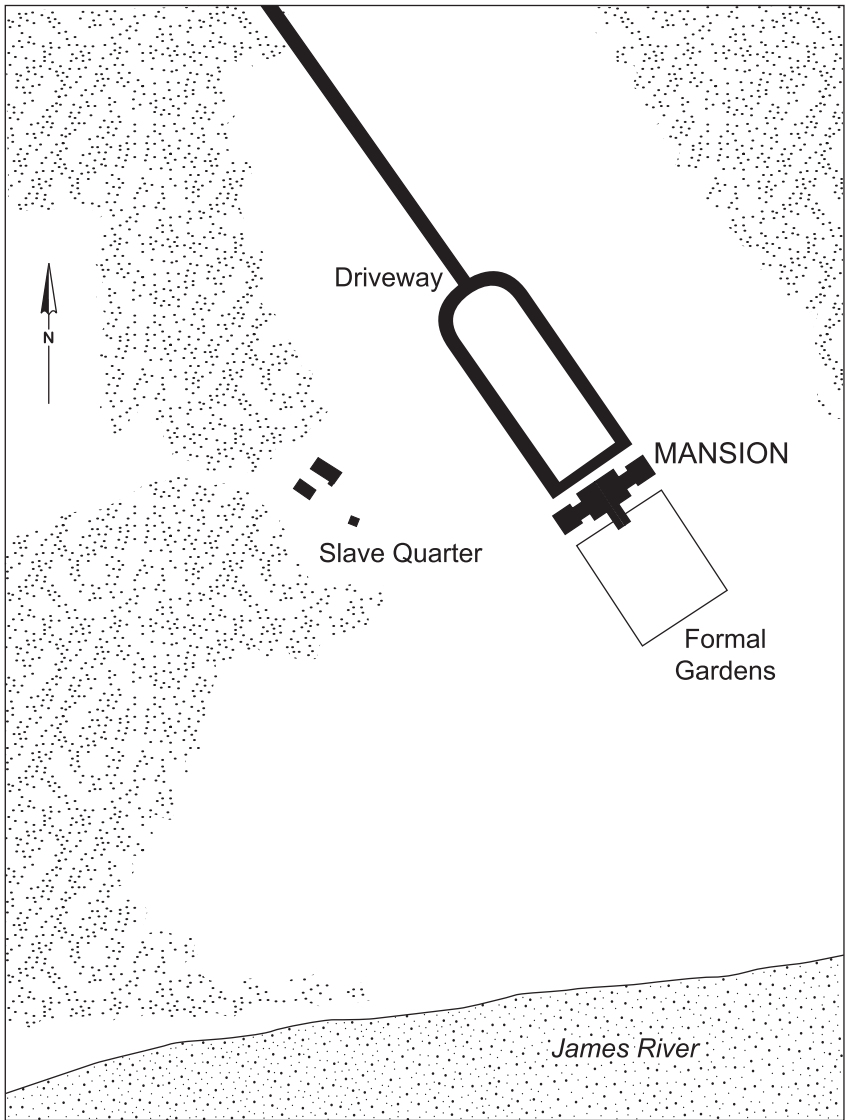 Driveway
N
MANSION
Slave Quarter
Formal
Gardens
James River